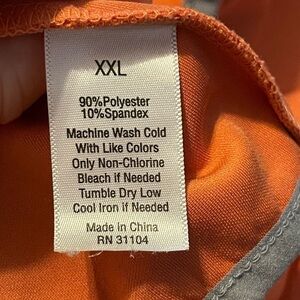 XXL
90%Polyester
10%Spandex
Machine Wash Cold
With Like Colors
Only Non-Chlorine
Bleach if Needed
Tumble Dry Low
Cool Iron if Needed
Made in China
RN 31104